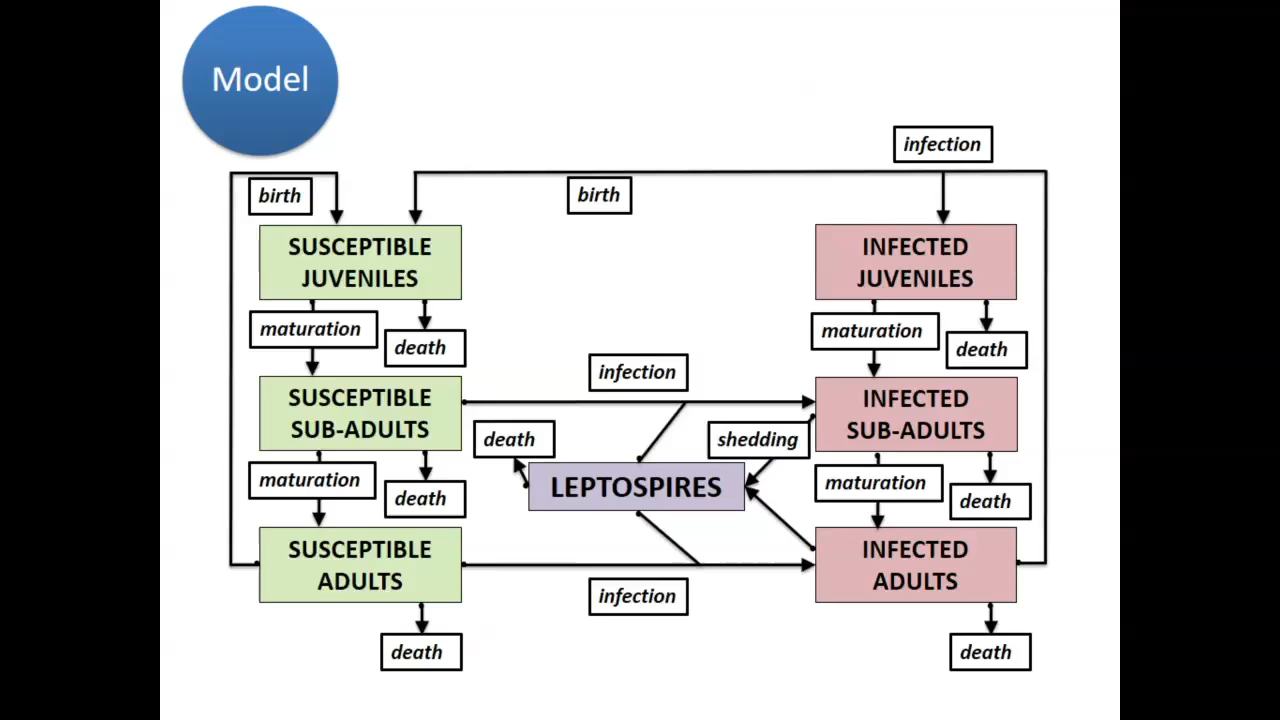 Model
infection
birth
birth
SUSCEPTIBLE
JUVENILES
INFECTED
JUVENILES
maturation
death
maturation
death
infection
SUSCEPTIBLE
SUB-ADULTS
INFECTED
SUB-ADULTS
death
shedding
maturation
death
LEPTOSPIRES
maturation
death
SUSCEPTIBLE
ADULTS
INFECTED
ADULTS
infection
death
death